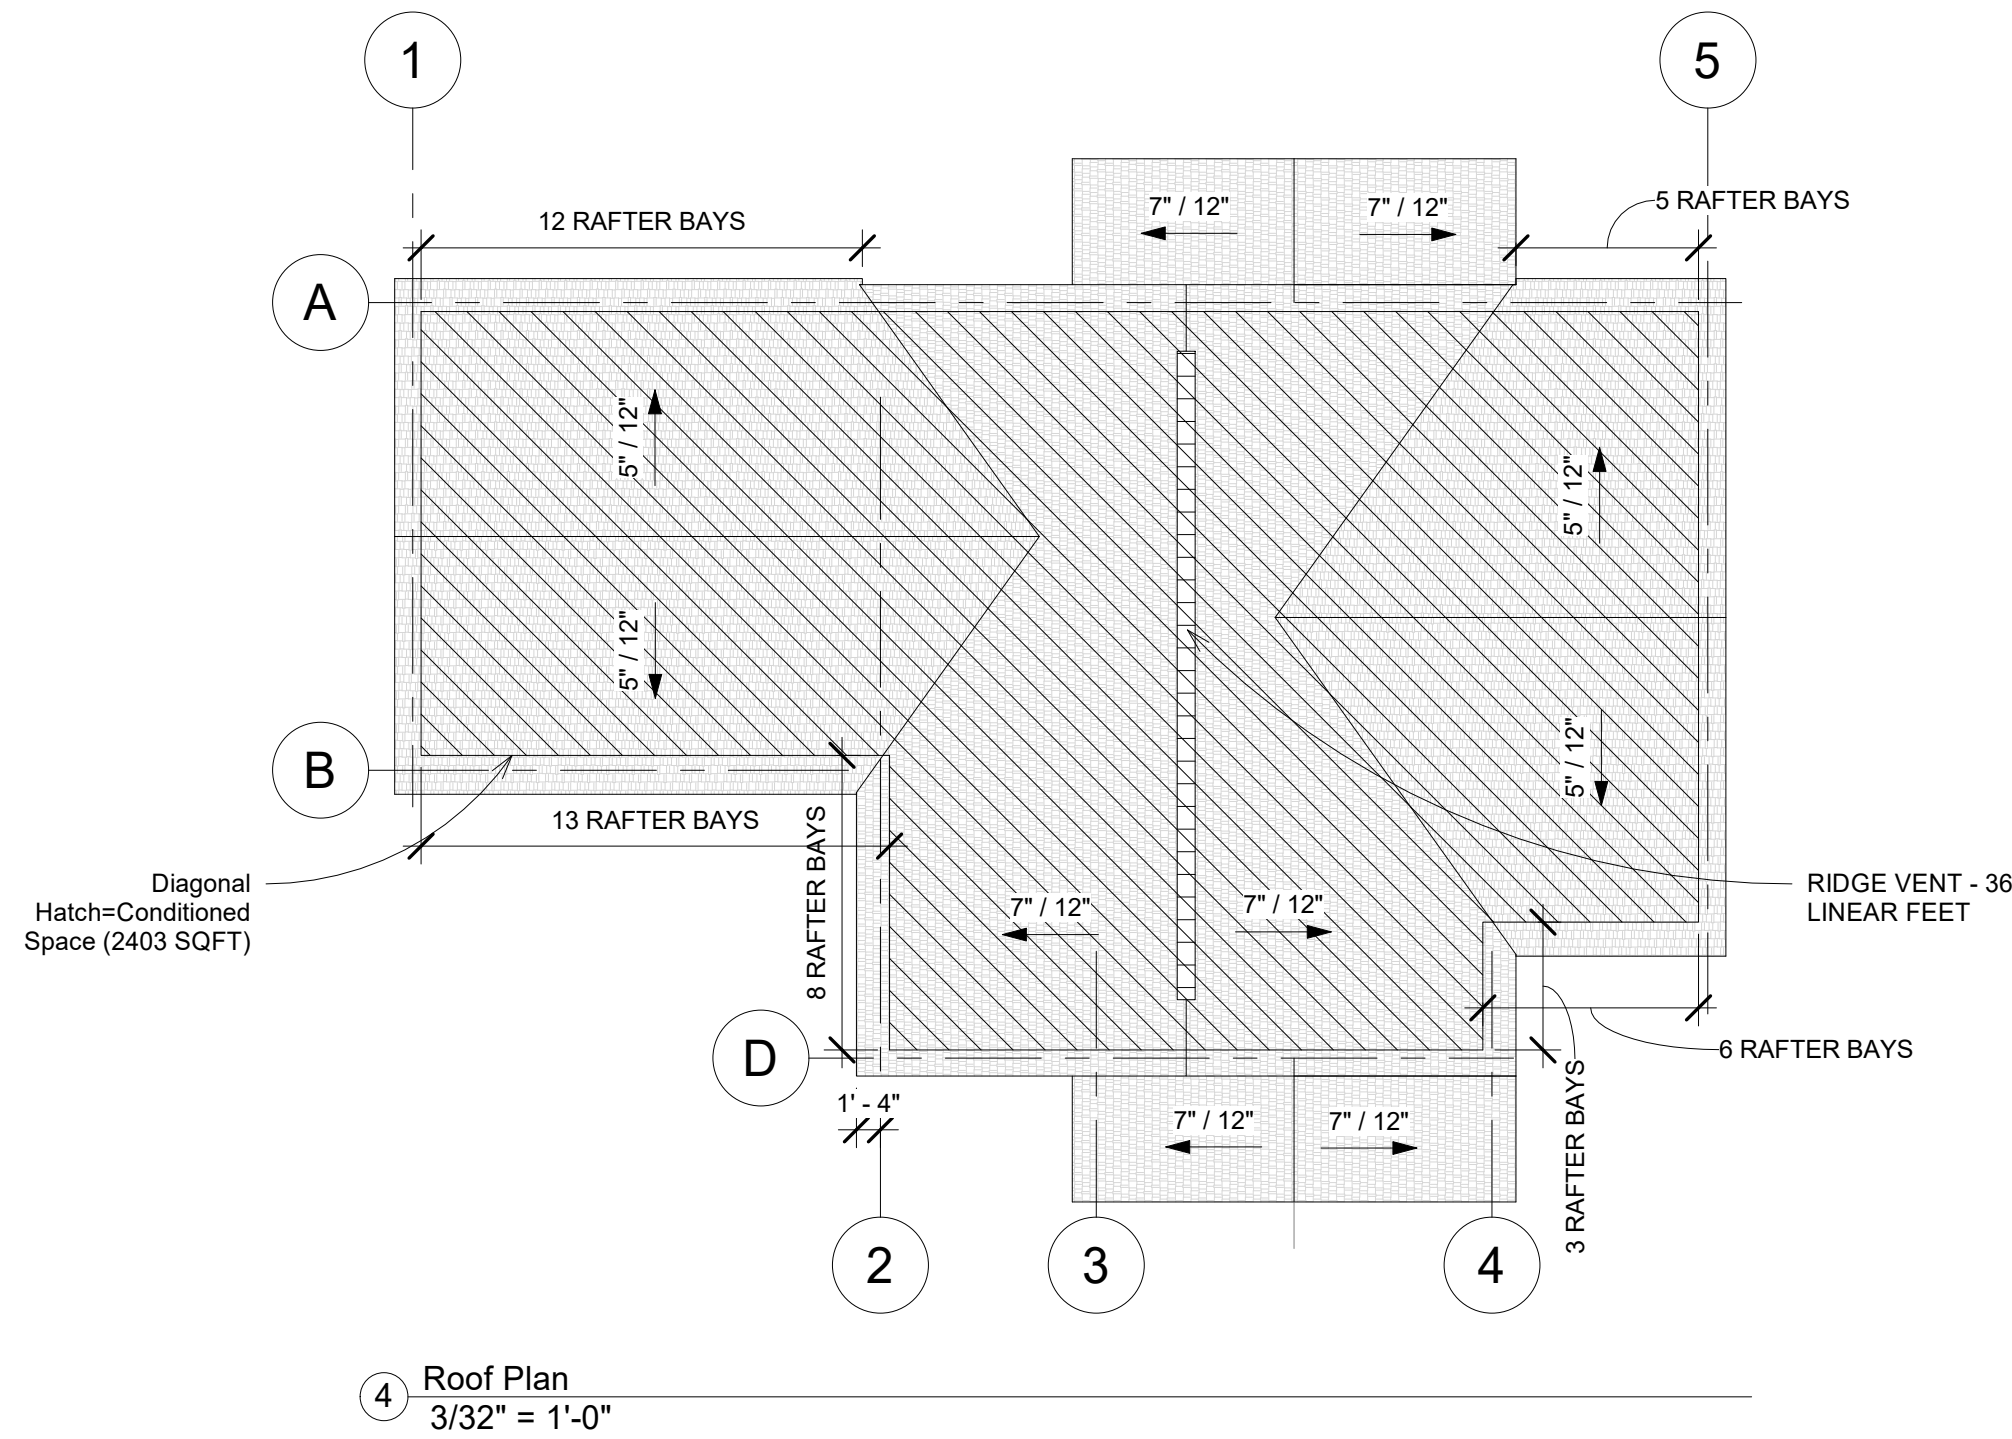 1
5
7" / 12"
7" / 12"
5 RAFTER BAYS
12 RAFTER BAYS
A
5" / 12"
5" / 12"
5" / 12"
5" / 12"
B
13 RAFTER BAYS
8 RAFTER BAYS
Diagonal
Hatch=Conditioned
Space (2403 SQFT)
RIDGE VENT - 36
LINEAR FEET
7" / 12"
7" / 12"
D
6 RAFTER BAYS
3 RAFTER BAYS
1' - 4"
7" / 12"
7" / 12"
2
3
4
4
Roof Plan
3/32" = 1'-0"